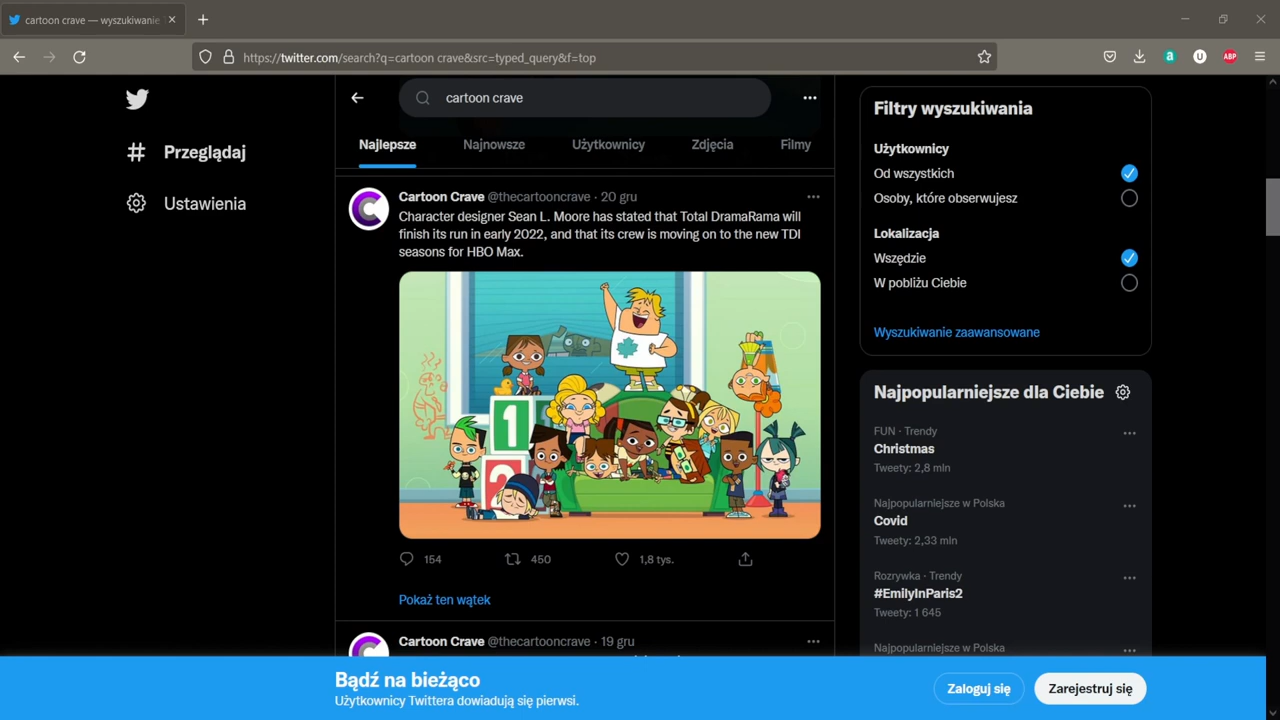 cartoon crave — wyszukiwanie
https://twitter.com/search?q=cartoon crave&src=typed_query&f=top
a
U
ABP
Przeglądaj
Ustawienia
cartoon crave
Najlepsze
Najnowsze
Użytkownicy
Zdjęcia
Filmy
Cartoon Crave @thecartooncrave · 20 gru
Character designer Sean L. Moore has stated that Total DramaRama will
finish its run in early 2022, and that its crew is moving on to the new TDI
seasons for HBO Max.
1
2
154
450
1,8 tys.
Pokaż ten wątek
Cartoon Crave @thecartooncrave · 19 gru
Filtry wyszukiwania
Użytkownicy
Od wszystkich
Osoby, które obserwujesz
Lokalizacja
Wszędzie
W pobliżu Ciebie
Wyszukiwanie zaawansowane
Najpopularniejsze dla Ciebie
FUN · Trendy
Christmas
Tweety: 2,8 mln
Najpopularniejsze w Polska
Covid
Tweety: 2,33 mln
Rozrywka · Trendy
#EmilyInParis2
Tweety: 1 645
Najpopularniejsze w Polska
Bądź na bieżąco
Użytkownicy Twittera dowiadują się pierwsi.
Zaloguj się
Zarejestruj się